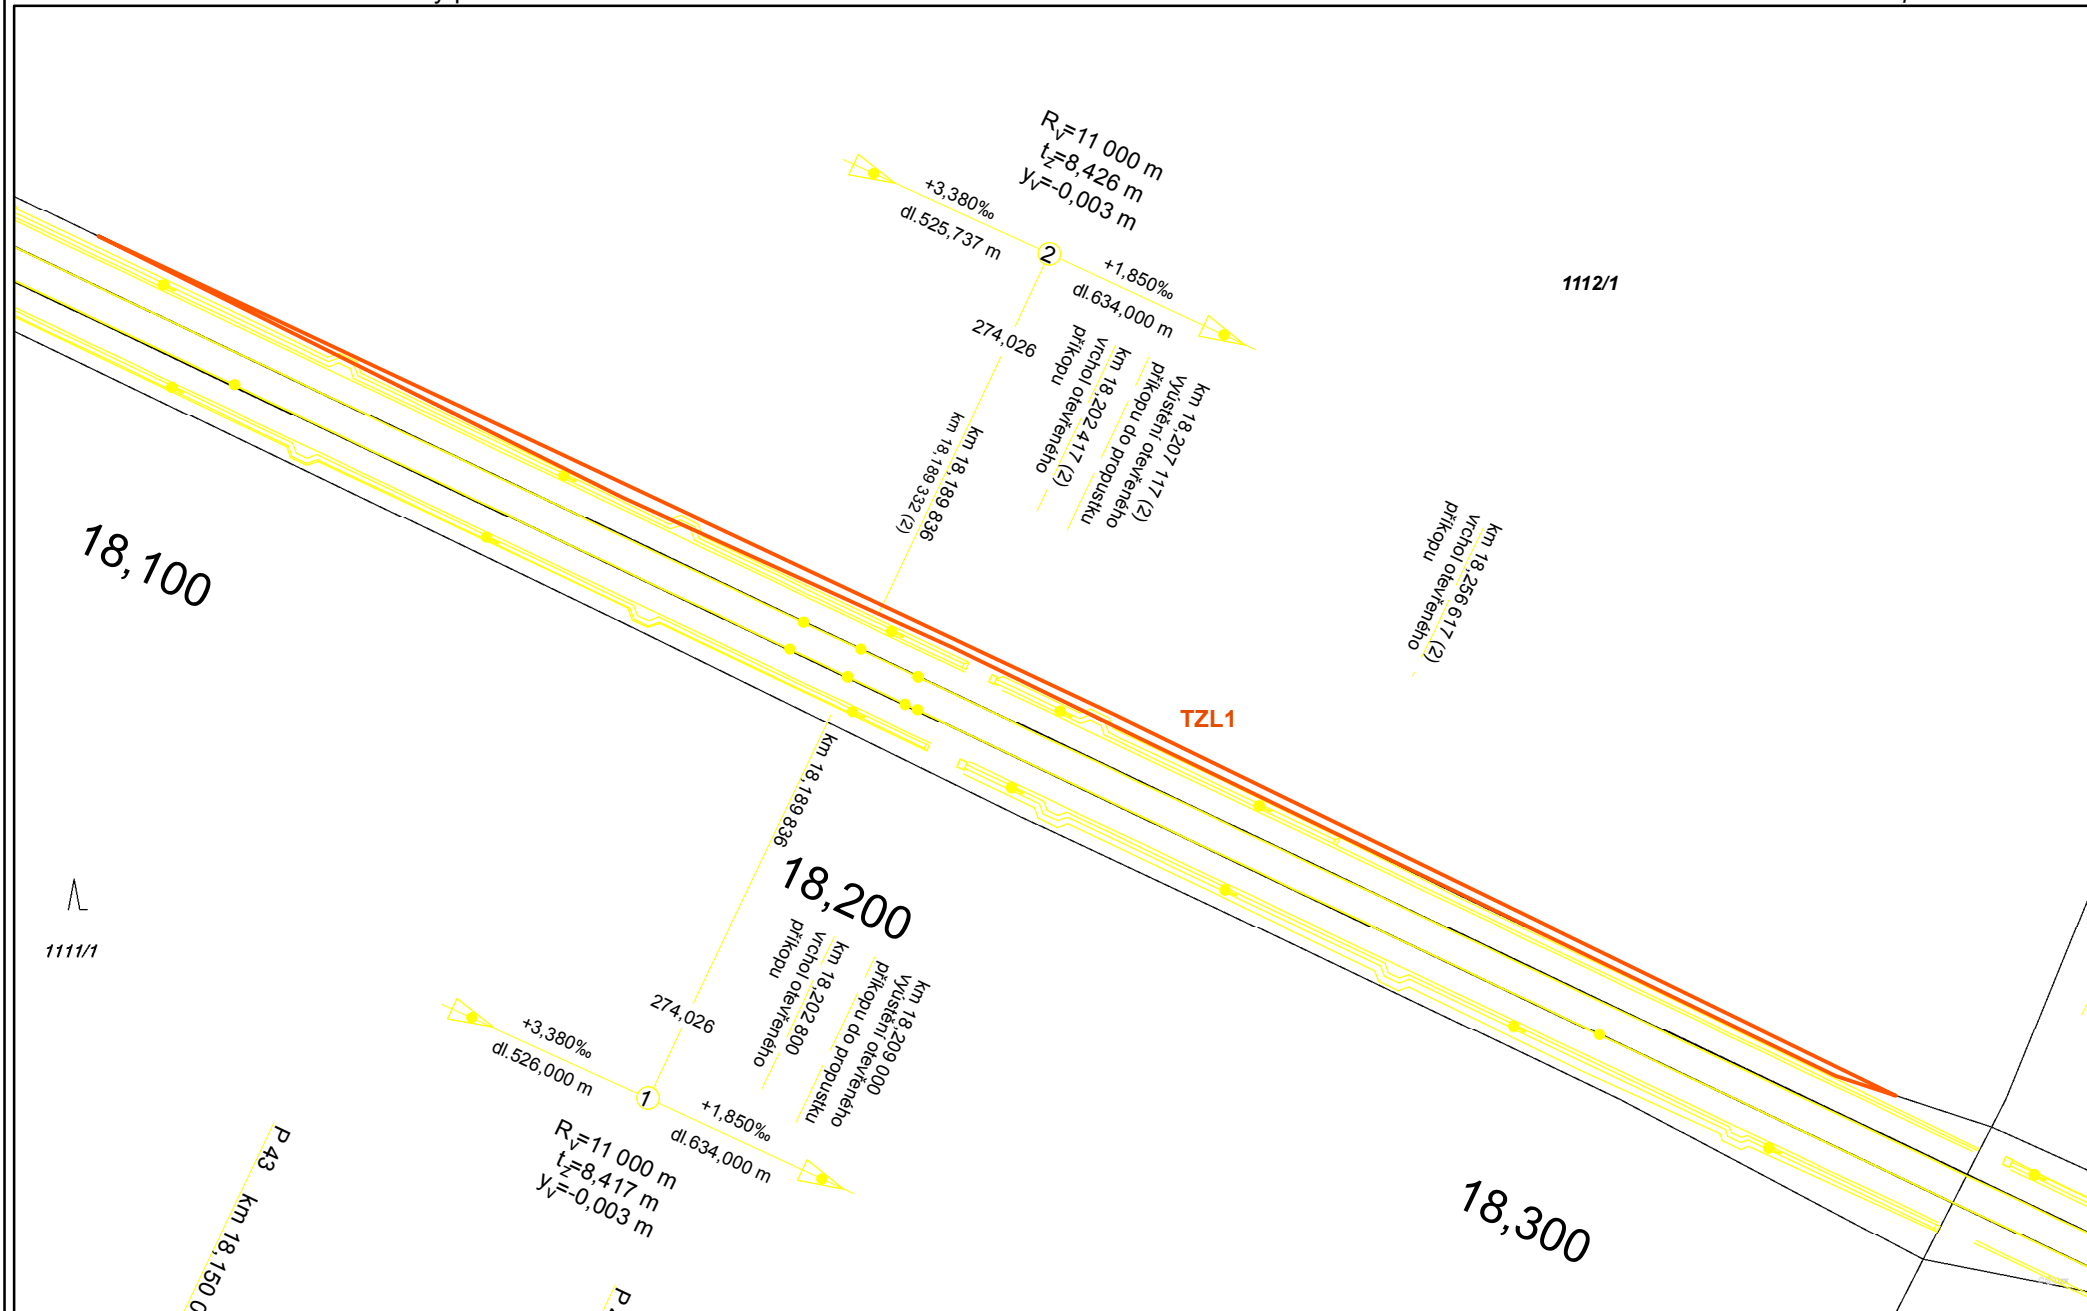 R_v=11 000 m
t_z=8,426 m
y_v=-0,003 m
+3,380‰
dl.525,737 m
2
+1,850‰
dl.634,000 m
274,026
km 18,189 836
km 18,189 332 (2)
km 18,202 417 (2)
vrchol otevřeného
příkopu
km 18,207 117 (2)
vyústění otevřeného
příkopu do propustku
1112/1
km 18,256 617 (2)
vrchol otevřeného
příkopu
18,100
TZL1
km 18,189 836
18,200
1111/1
km 18,202 800
vrchol otevřeného
příkopu
km 18,209 000
vyústění otevřeného
příkopu do propustku
274,026
+3,380‰
dl.526,000 m
1
+1,850‰
dl.634,000 m
R_v=11 000 m
t_z=8,417 m
y_v=-0,003 m
P 43 km 18,150 0
18,300
P